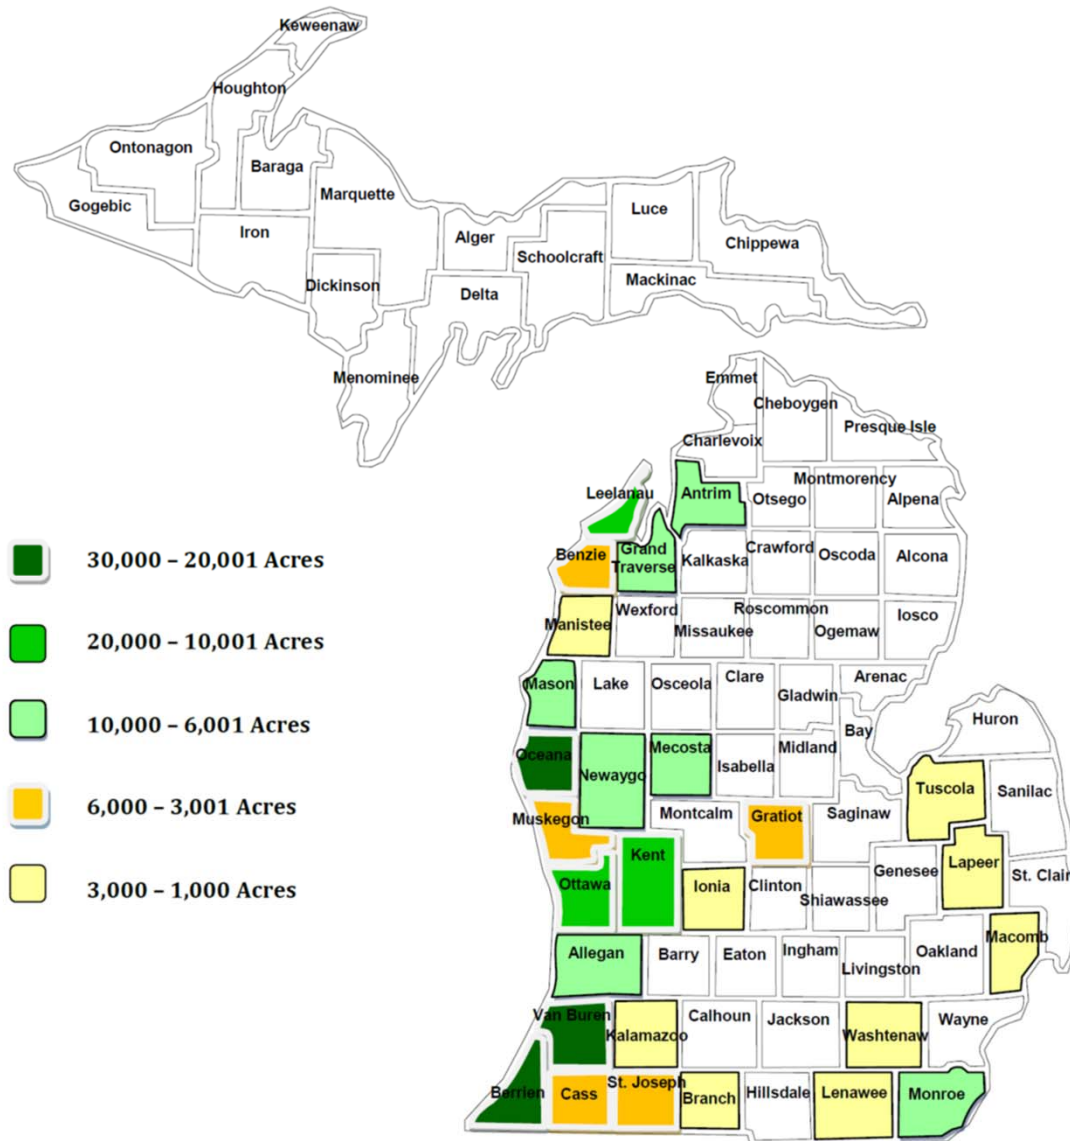 Keweenaw
Houghton
Ontonagon
Baraga
Marquette
Gogebic
Luce
Iron
Alger
Chippewa
Schoolcraft
Dickinson
Mackinac
Delta
Menominee
Emmet
Cheboygen
Presque Isle
Charlevoix
Montmorency
Leelanau
Antrim
Otsego
Alpena
Benzie
Grand
Traverse
Kalkaska
Crawford
Oscoda
Alcona
Manistee
Wexford
Missaukee
Roscommon
Ogemaw
Iosco
Mason
Lake
Osceola
Clare
Gladwin
Arenac
Bay
Huron
Oceana
Newaygo
Mecosta
Isabella
Midland
Tuscola
Sanilac
Muskegon
Montcalm
Gratiot
Saginaw
Kent
Genesee
Lapeer
St. Clair
Ottawa
Ionia
Clinton
Shiawassee
Allegan
Barry
Eaton
Ingham
Livingston
Oakland
Macomb
Van Buren
Kalamazoo
Calhoun
Jackson
Washtenaw
Wayne
Berrien
Cass
St. Joseph
Branch
Hillsdale
Lenawee
Monroe
30,000 – 20,001 Acres
20,000 – 10,001 Acres
10,000 – 6,001 Acres
6,000 – 3,001 Acres
3,000 – 1,000 Acres